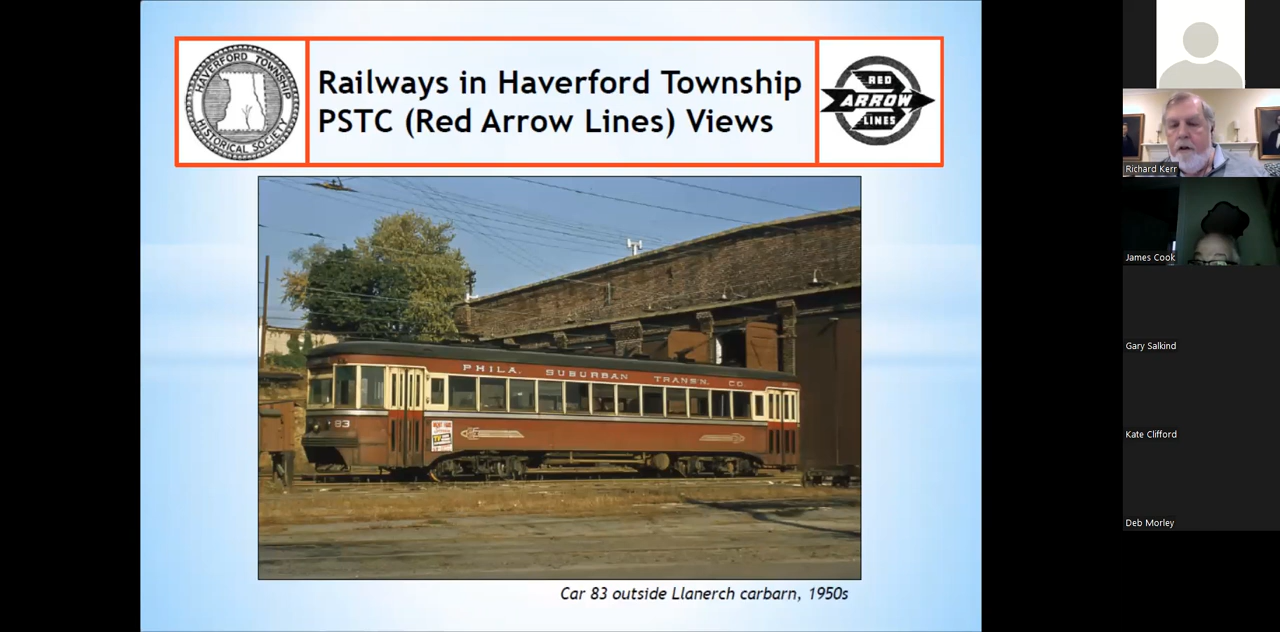 HAVERFORD TOWNSHIP
HISTORICAL SOCIETY
Railways in Haverford Township
PSTC (Red Arrow Lines) Views
RED
ARROW
LINES
PHILA. SUBURBAN TRANSN. CO.
83
Car 83 outside Llanerch carbarn, 1950s
Richard Kerr
James Cook
Gary Salkind
Kate Clifford
Deb Morley